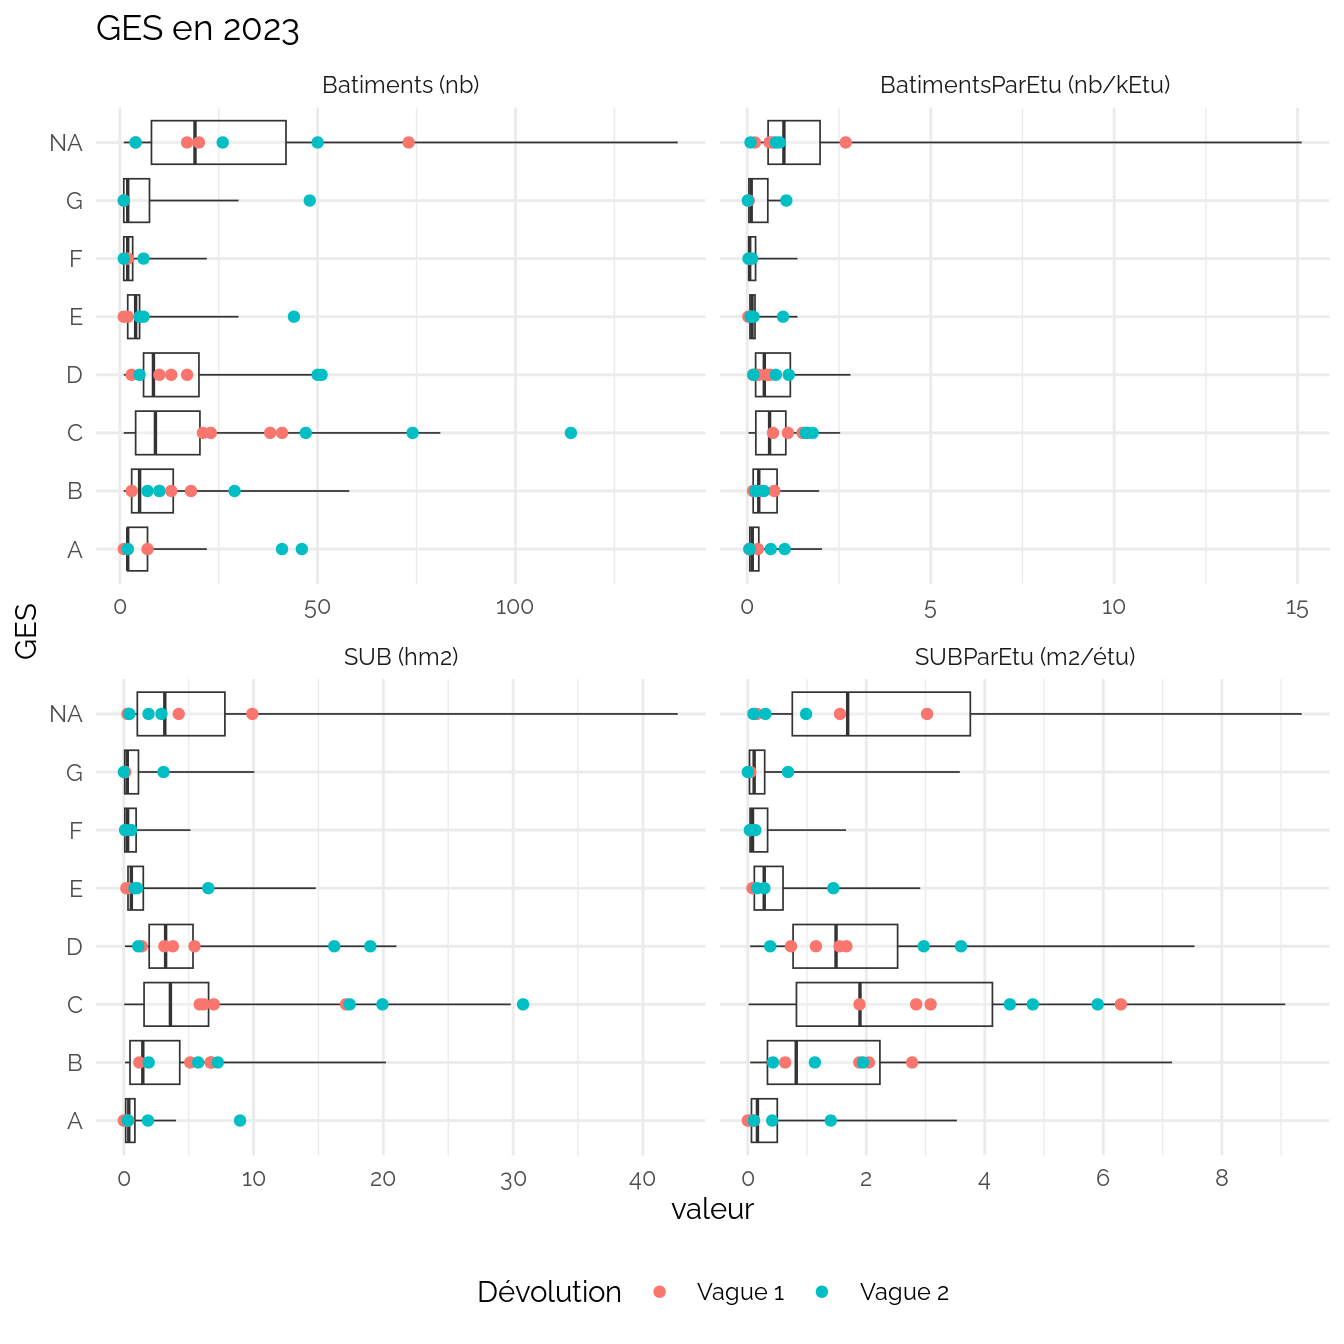 GES en 2023
Batiments (nb)
BatimentsParEtu (nb/kEtu)
NA
G
F
E
D
C
B
A
0 50 100
0 5 10 15
GES
SUB (hm2)
SUBParEtu (m2/étu)
NA
G
F
E
D
C
B
A
0 10 20 30 40
0 2 4 6 8
valeur
Dévolution Vague 1 Vague 2